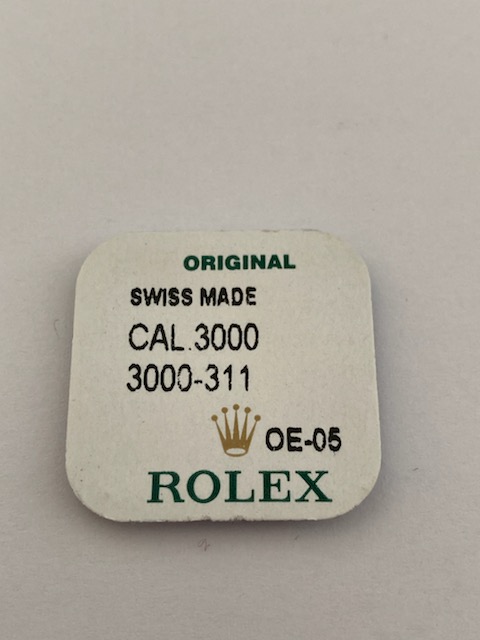 ORIGINAL
SWISS MADE
CAL.3000
3000-311
OE-05
ROLEX